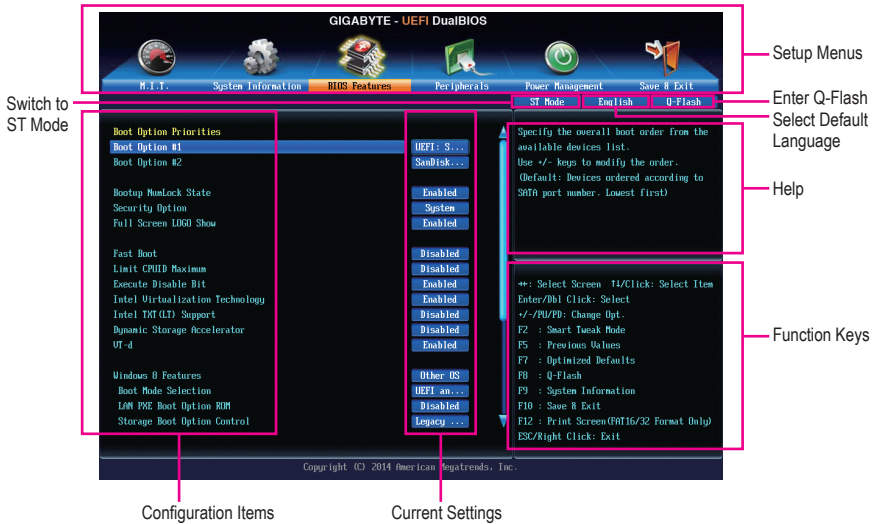 GIGABYTE - UEFI DualBIOS
M.I.T.
System Information
BIOS Features
Peripherals
Power Management
Save & Exit
Setup Menus
Switch to
ST Mode
ST Mode
English
Q-Flash
Enter Q-Flash
Select Default
Language
Boot Option Priorities
Boot Option #1 UEFI: S...
Boot Option #2 SanDisk...
Bootup NumLock State Enabled
Security Option System
Full Screen LOGO Show Enabled
Fast Boot Disabled
Limit CPUID Maximum Disabled
Execute Disable Bit Enabled
Intel Virtualization Technology Enabled
Intel TXT(LT) Support Disabled
Dynamic Storage Accelerator Disabled
VT-d Enabled
Windows 8 Features Other OS
Boot Mode Selection UEFI an...
LAN PXE Boot Option ROM Disabled
Storage Boot Option Control Legacy ...
Specify the overall boot order from the
available devices list.
Use +/- keys to modify the order.
(Default: Devices ordered according to
SATA port number. Lowest first)
Help
→←: Select Screen ↑↓/Click: Select Item
Enter/Dbl Click: Select
+/-/PU/PD: Change Opt.
F2 : Smart Tweak Mode
F5 : Previous Values
F7 : Optimized Defaults
F8 : Q-Flash
F9 : System Information
F10 : Save & Exit
F12 : Print Screen(FAT16/32 Format Only)
ESC/Right Click: Exit
Function Keys
Copyright (C) 2014 American Megatrends, Inc.
Configuration Items
Current Settings